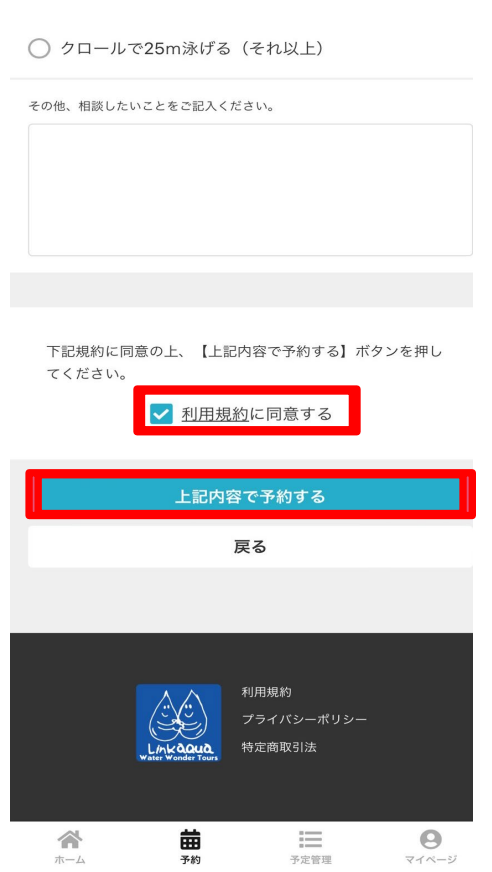 クロールで25m泳げる（それ以上）
その他、相談したいことをご記入ください。
下記規約に同意の上、【上記内容で予約する】ボタンを押し
てください。
利用規約に同意する
上記内容で予約する
戻る
利用規約
プライバシーポリシー
特定商取引法
LinkAQUA
Water Wonder Tours
ホーム
予約
予定管理
マイページ